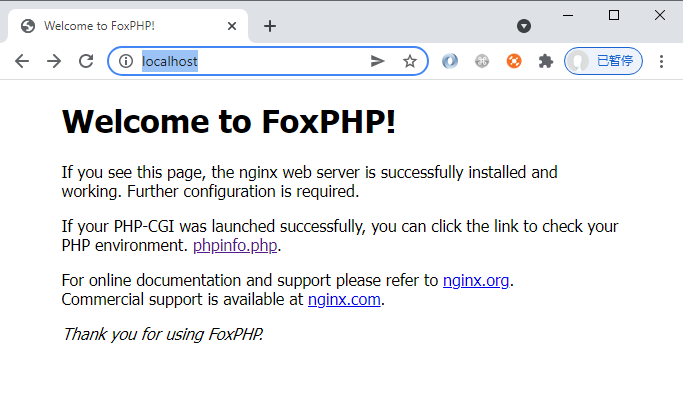 Welcome to FoxPHP!
localhost
已暂停
Welcome to FoxPHP!
If you see this page, the nginx web server is successfully installed and
working. Further configuration is required.
If your PHP-CGI was launched successfully, you can click the link to check your
PHP environment. phpinfo.php.
For online documentation and support please refer to nginx.org.
Commercial support is available at nginx.com.
Thank you for using FoxPHP.